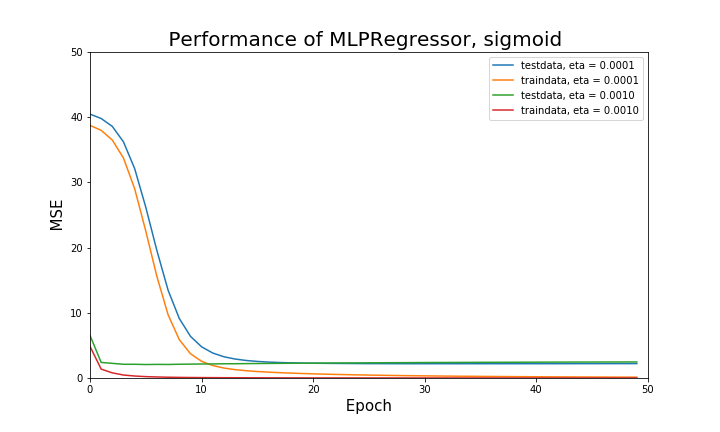 Performance of MLPRegressor, sigmoid
testdata, eta = 0.0001
traindata, eta = 0.0001
testdata, eta = 0.0010
traindata, eta = 0.0010
50
40
30
20
10
0
MSE
0 10 20 30 40 50
Epoch